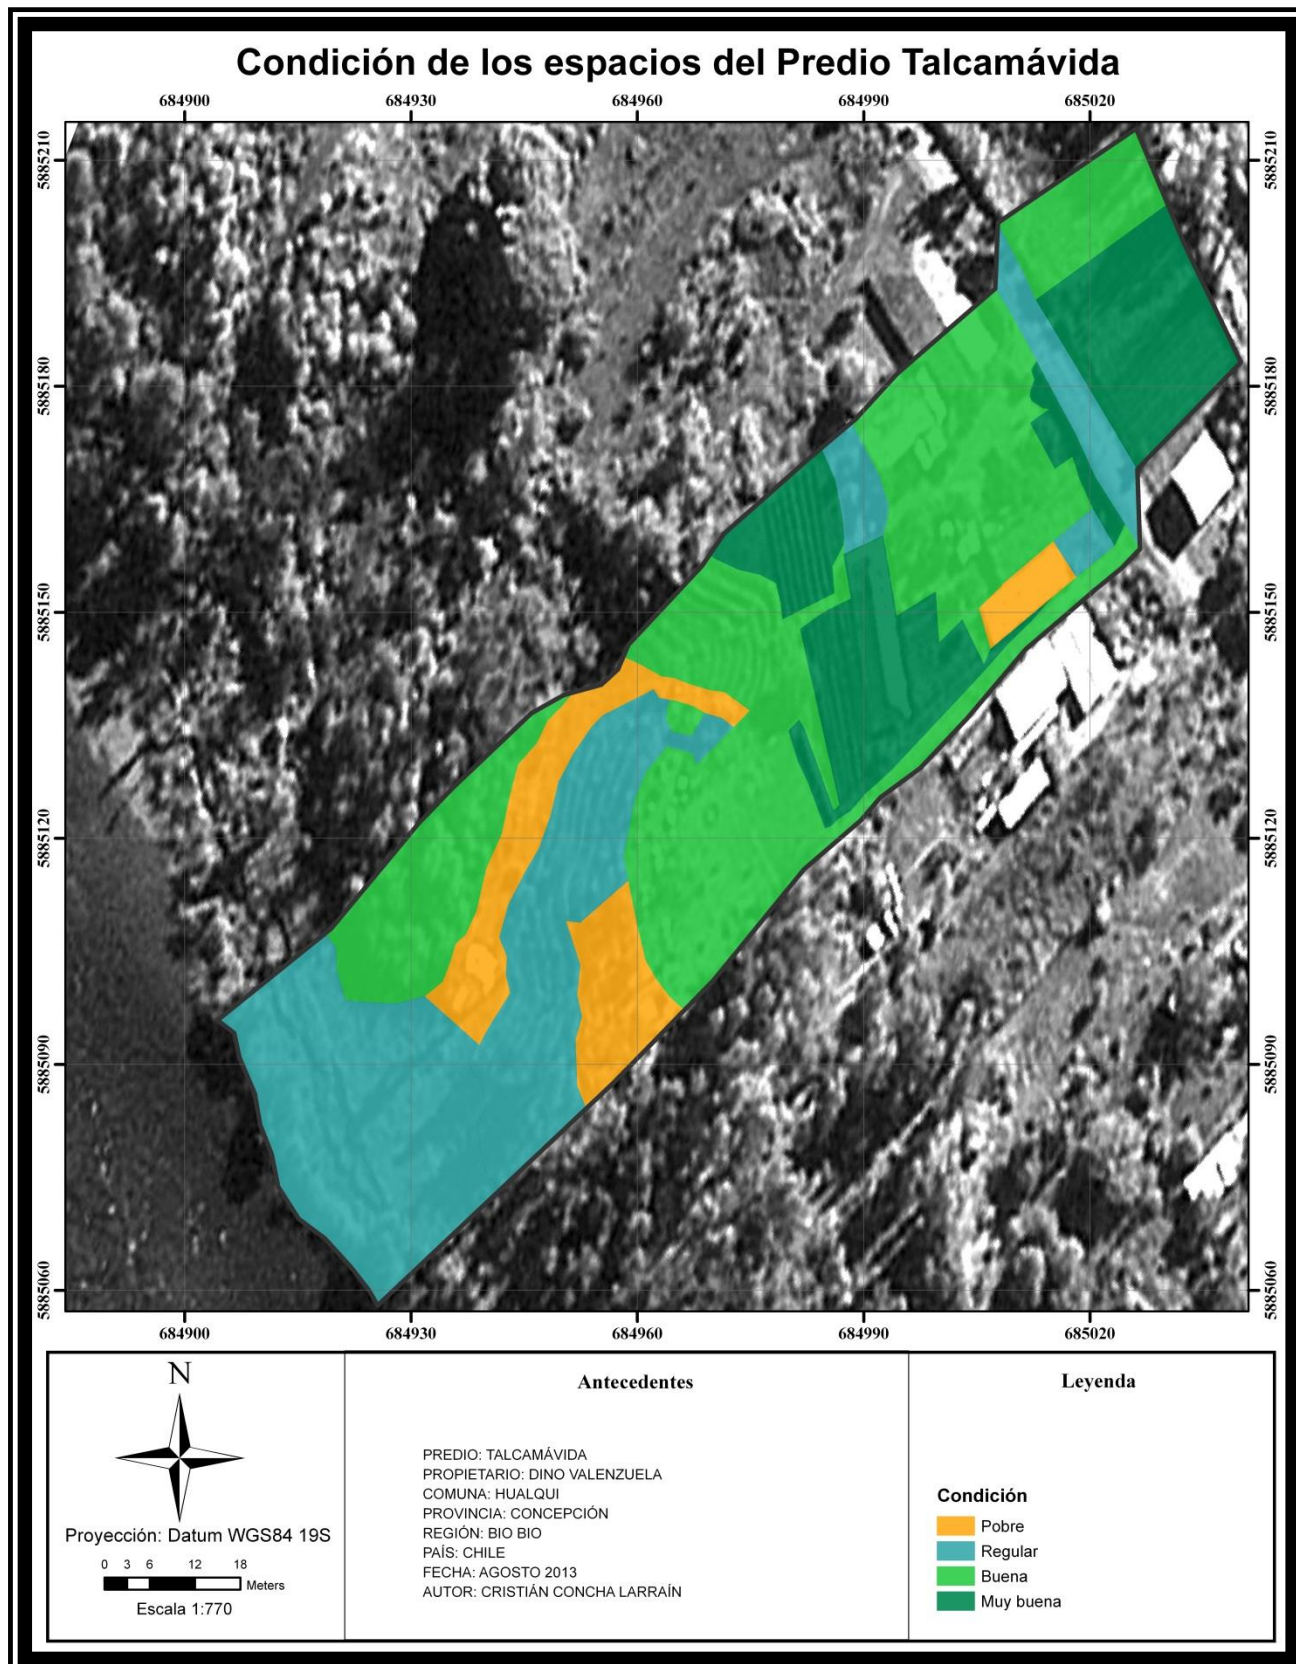 Condición de los espacios del Predio Talcamávida
684900 684930 684960 684990 685020
5885210 5885210
5885180 5885180
5885150 5885150
5885120 5885120
5885090 5885090
5885060 5885060
684900 684930 684960 684990 685020
N
Proyección: Datum WGS84 19S
0 3 6 12 18
Meters
Escala 1:770
Antecedentes
PREDIO: TALCAMÁVIDA
PROPIETARIO: DINO VALENZUELA
COMUNA: HUALQUI
PROVINCIA: CONCEPCIÓN
REGIÓN: BIO BIO
PAÍS: CHILE
FECHA: AGOSTO 2013
AUTOR: CRISTIÁN CONCHA LARRAÍN
Leyenda
Condición
Pobre
Regular
Buena
Muy buena